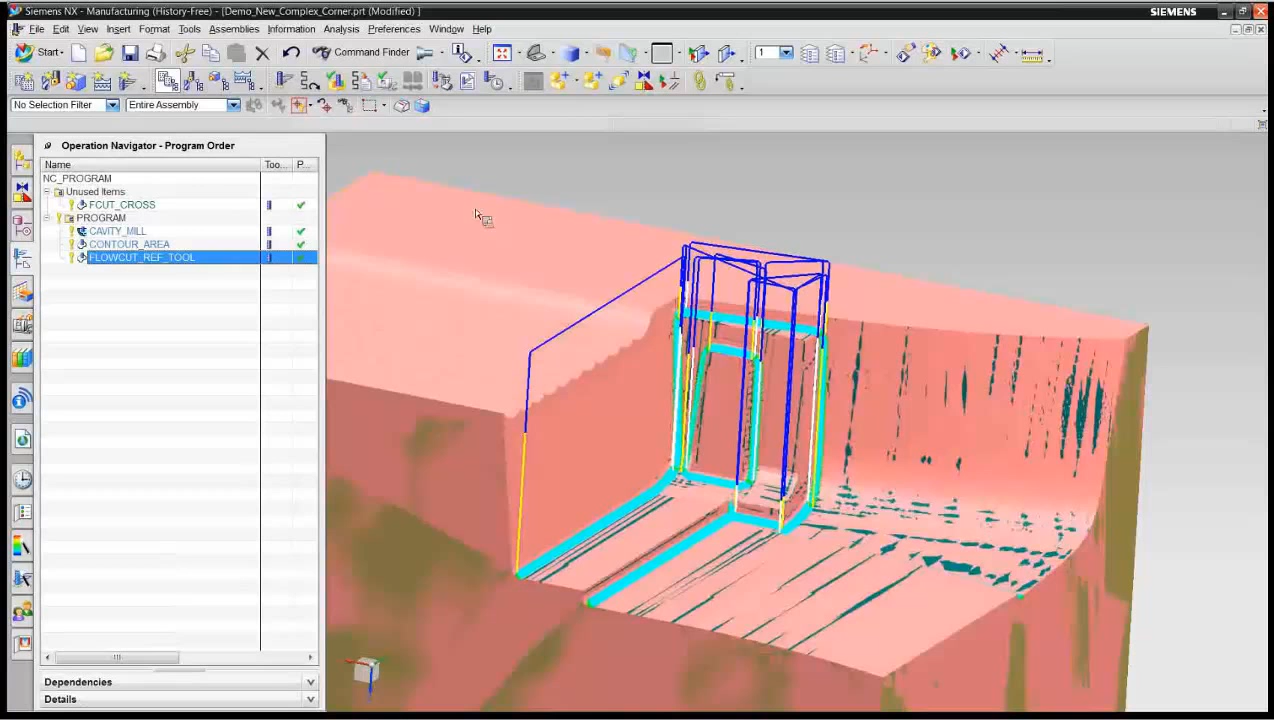 Siemens NX - Manufacturing (History-Free) - [Demo_New_Complex_Corner.prt (Modified) ]
SIEMENS
File Edit View Insert Format Tools Assemblies Information Analysis Preferences Window Help
Start
Command Finder
1
No Selection Filter
Entire Assembly
Operation Navigator - Program Order
Name Too... P...
NC_PROGRAM
Unused Items
FCUT_CROSS
PROGRAM
CAVITY_MILL
CONTOUR_AREA
FLOWCUT_REF_TOOL
Dependencies
Details